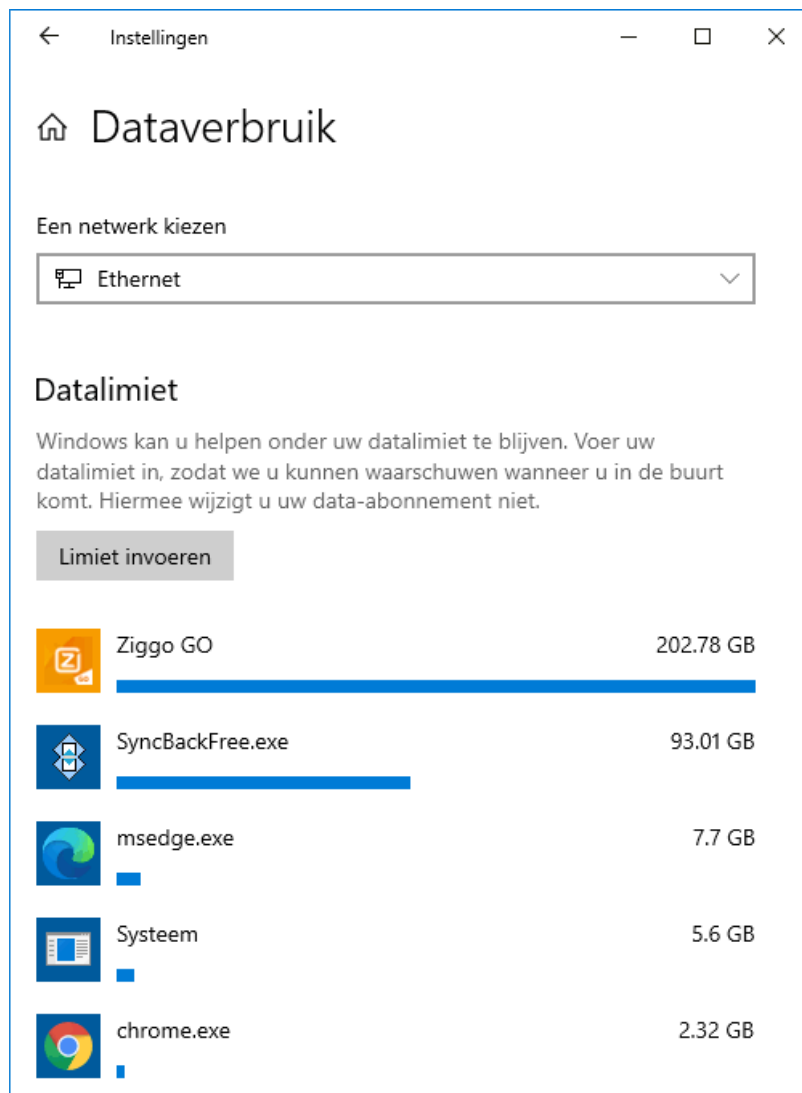 Instellingen
Dataverbruik
Een netwerk kiezen
Ethernet
Datalimiet
Windows kan u helpen onder uw datalimiet te blijven. Voer uw
datalimiet in, zodat we u kunnen waarschuwen wanneer u in de buurt
komt. Hiermee wijzigt u uw data-abonnement niet.
Limiet invoeren
Z
GO
Ziggo GO 202.78 GB
SyncBackFree.exe 93.01 GB
msedge.exe 7.7 GB
Systeem 5.6 GB
chrome.exe 2.32 GB